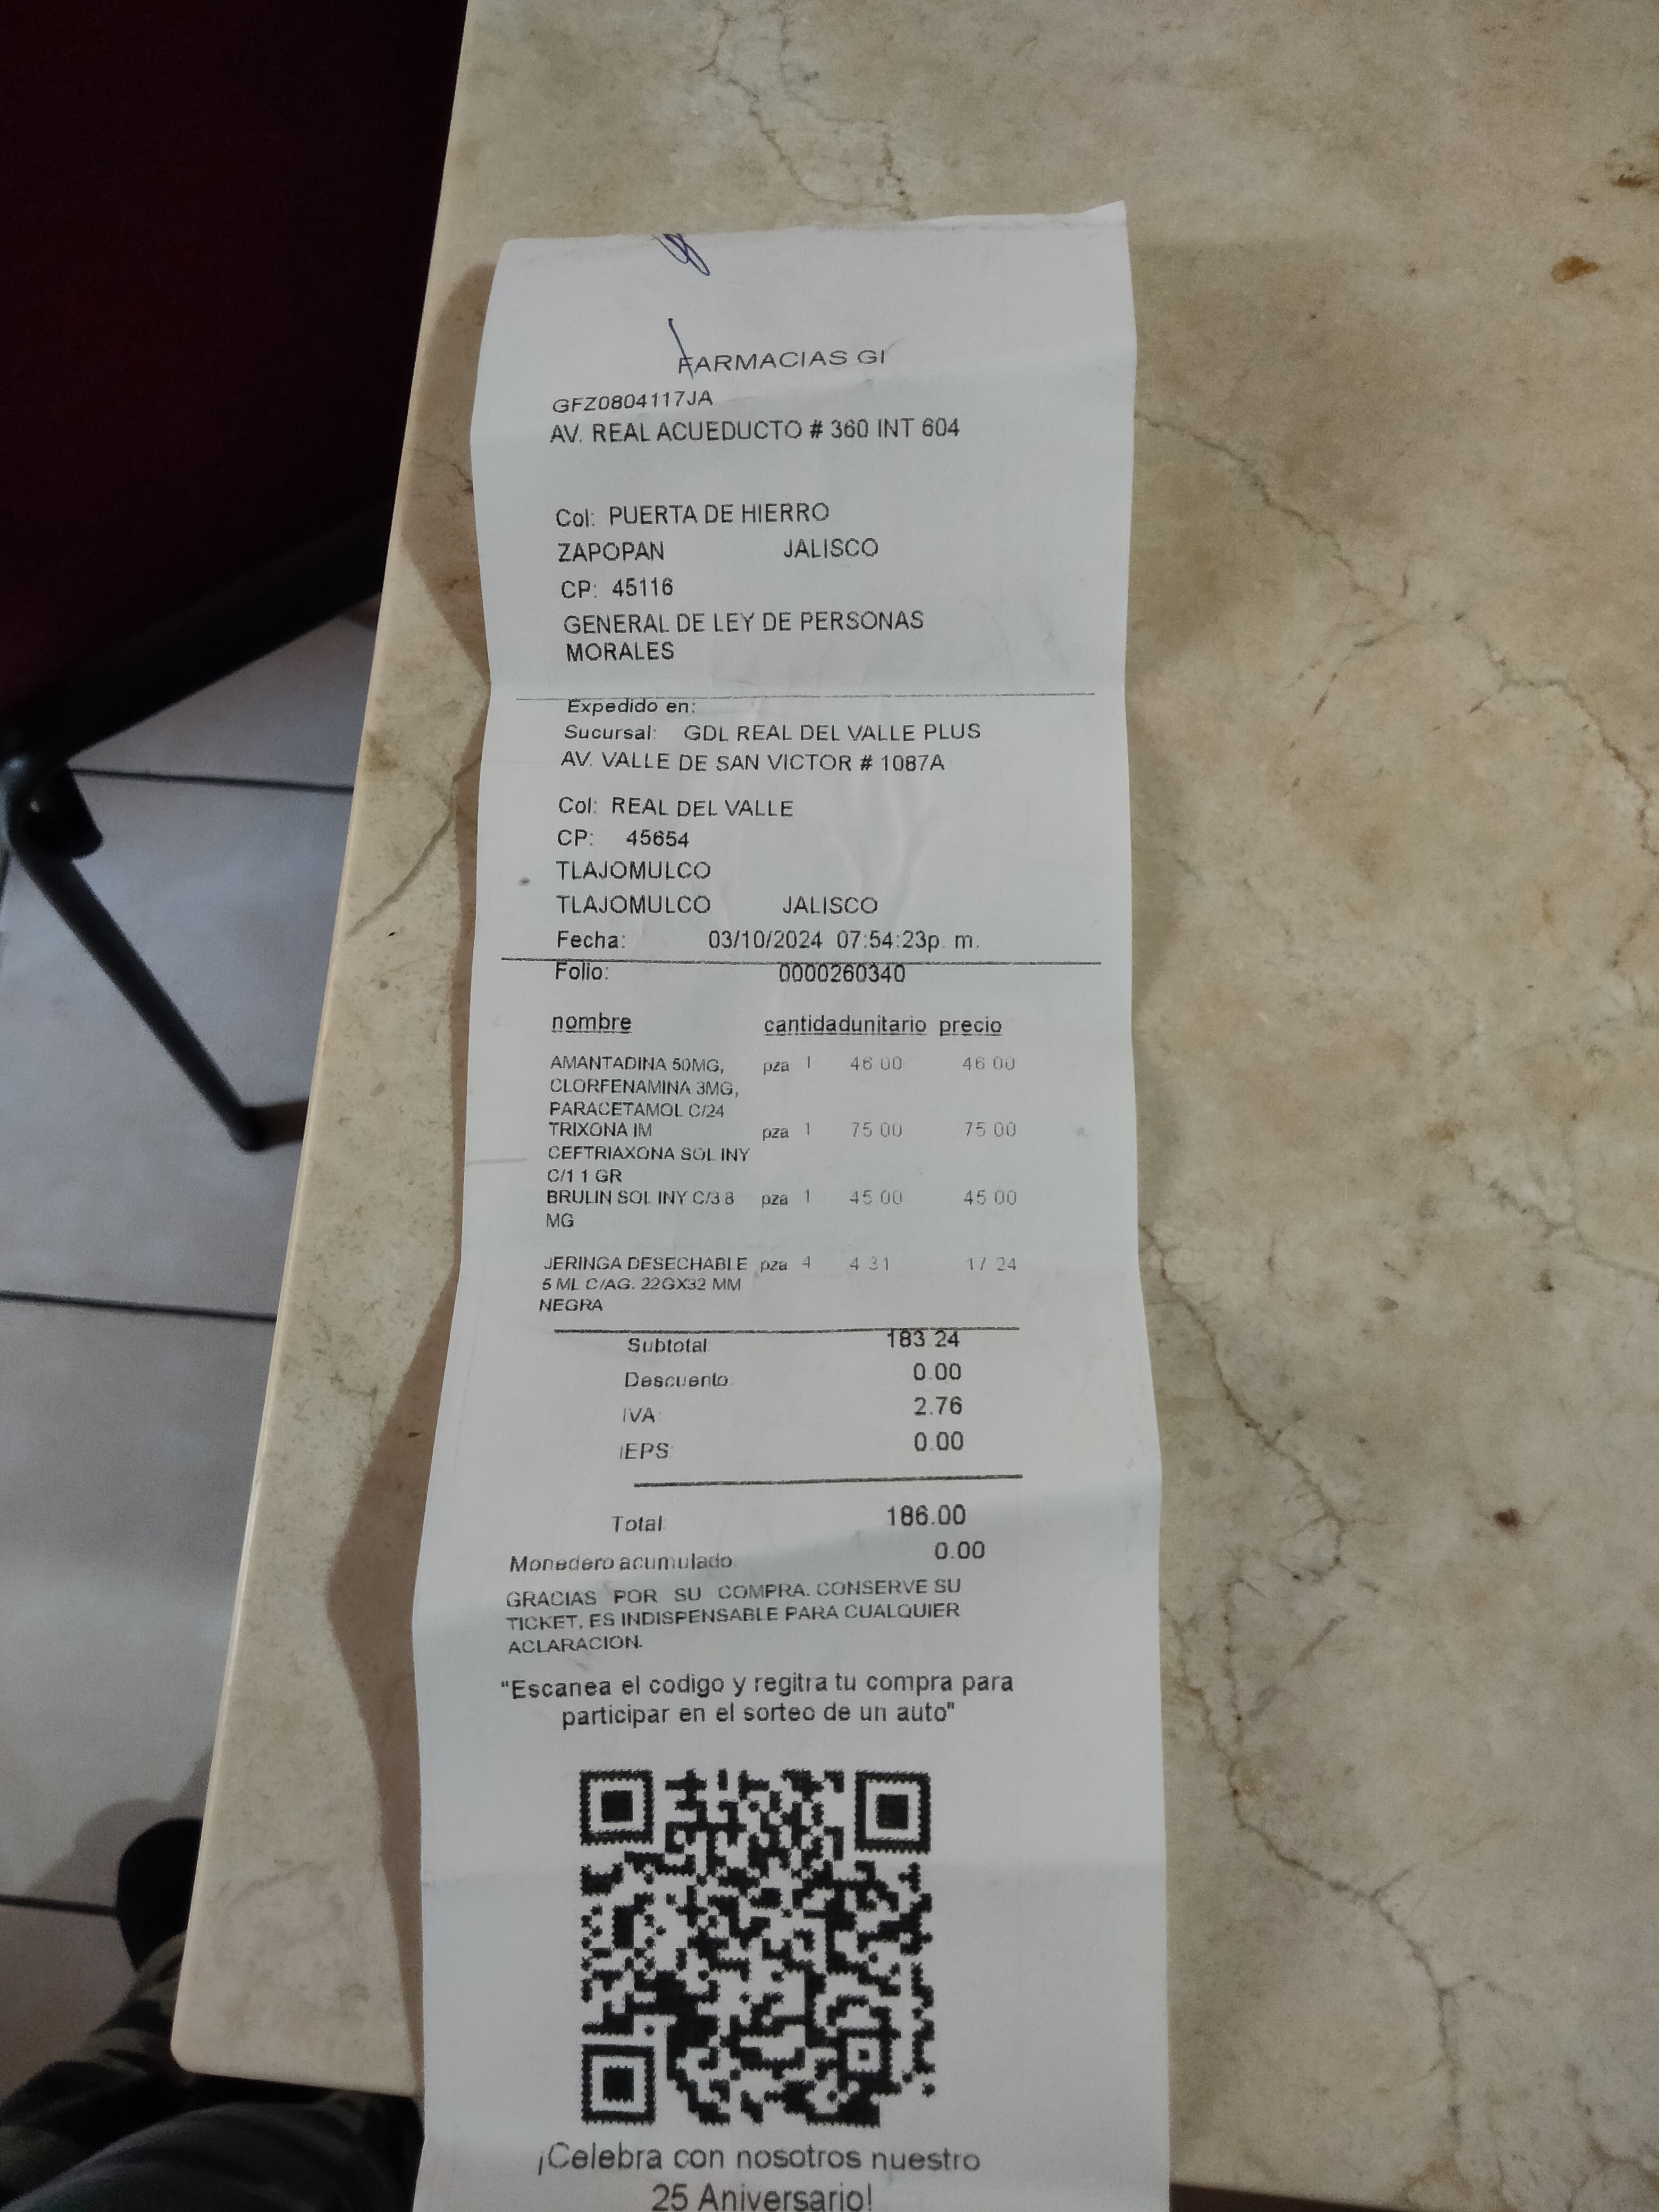 FARMACIAS GI
GFZ0804117JA
AV. REAL ACUEDUCTO # 360 INT 604
Col: PUERTA DE HIERRO
ZAPOPAN JALISCO
CP: 45116
GENERAL DE LEY DE PERSONAS
MORALES
Expedido en:
Sucursal: GDL REAL DEL VALLE PLUS
AV. VALLE DE SAN VICTOR # 1087A
Col: REAL DEL VALLE
CP: 45654
TLAJOMULCO
TLAJOMULCO JALISCO
Fecha: 03/10/2024 07:54:23p. m.
Folio: 0000260340
nombre cantidadunitario precio
AMANTADINA 50MG, pza 1 46.00 46.00
CLORFENAMINA 3MG,
PARACETAMOL C/24
TRIXONA IM pza 1 75.00 75.00
CEFTRIAXONA SOL INY
C/1 1 GR
BRULIN SOL INY C/3 8 pza 1 45.00 45.00
MG
JERINGA DESECHABLE pza 4 4.31 17.24
5 ML C/AG. 22GX32 MM
NEGRA
Subtotal: 183.24
Descuento: 0.00
IVA: 2.76
IEPS: 0.00
Total: 186.00
Monedero acumulado: 0.00
GRACIAS POR SU COMPRA. CONSERVE SU
TICKET, ES INDISPENSABLE PARA CUALQUIER
ACLARACION.
"Escanea el codigo y regitra tu compra para
participar en el sorteo de un auto"
¡Celebra con nosotros nuestro
25 Aniversario!